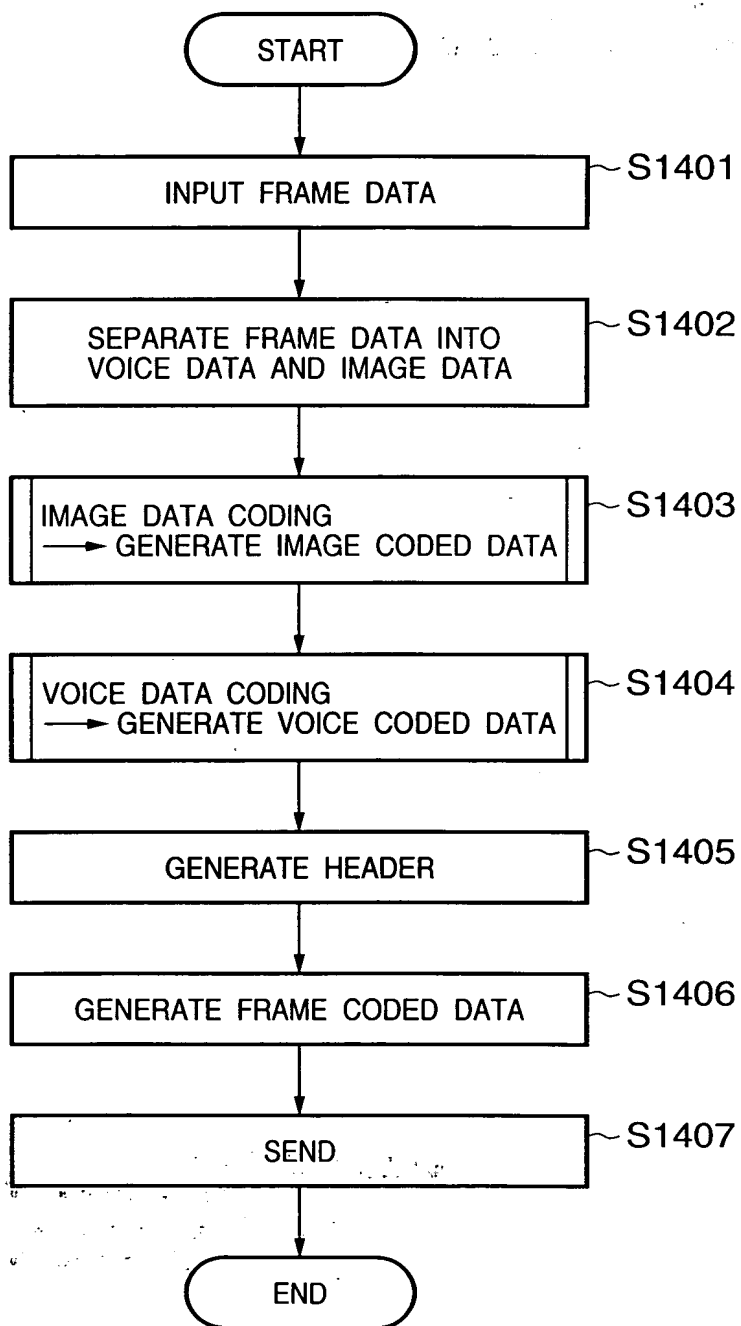 START
INPUT FRAME DATA
S1401
SEPARATE FRAME DATA INTO
VOICE DATA AND IMAGE DATA
S1402
IMAGE DATA CODING
→ GENERATE IMAGE CODED DATA
S1403
VOICE DATA CODING
→ GENERATE VOICE CODED DATA
S1404
GENERATE HEADER
S1405
GENERATE FRAME CODED DATA
S1406
SEND
S1407
END